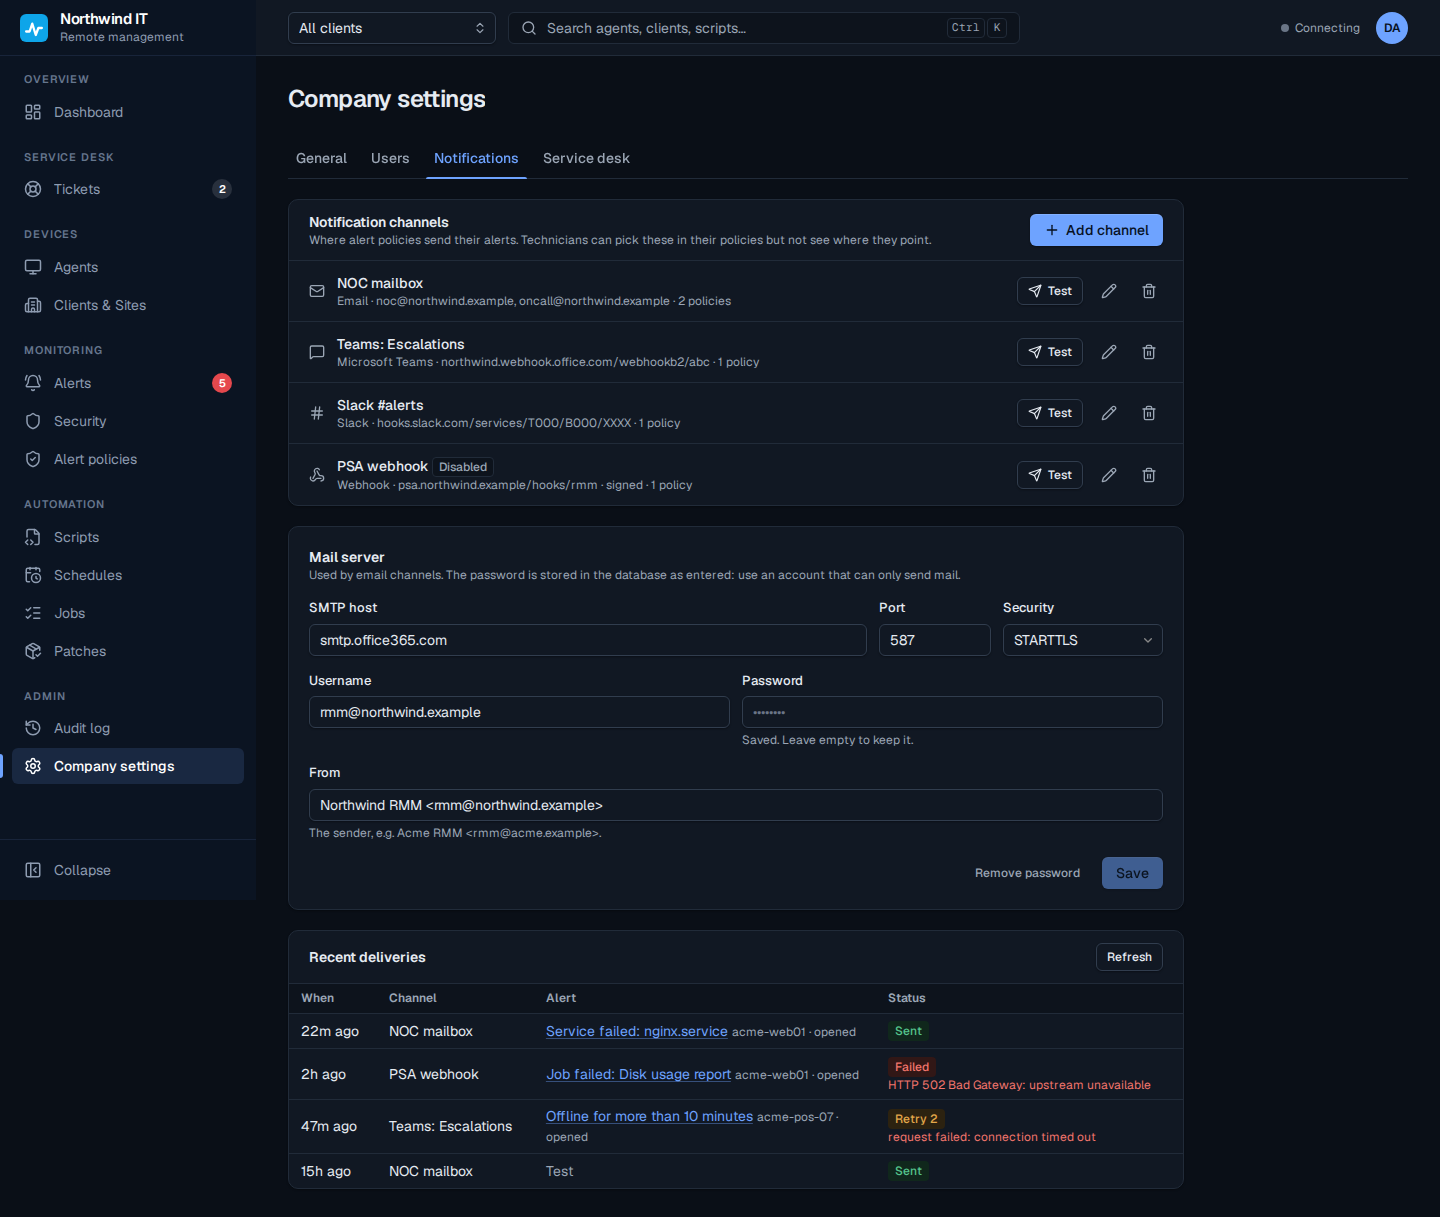 Northwind IT
Remote management
All clients
Search agents, clients, scripts...
Ctrl K
Connecting
DA
OVERVIEW
Dashboard
SERVICE DESK
Tickets 2
DEVICES
Agents
Clients & Sites
MONITORING
Alerts 5
Security
Alert policies
AUTOMATION
Scripts
Schedules
Jobs
Patches
ADMIN
Audit log
Company settings
Collapse
Company settings
General Users Notifications Service desk
Notification channels
Where alert policies send their alerts. Technicians can pick these in their policies but not see where they point.
Add channel
NOC mailbox
Email · noc@northwind.example, oncall@northwind.example · 2 policies
Test
Teams: Escalations
Microsoft Teams · northwind.webhook.office.com/webhookb2/abc · 1 policy
Test
Slack #alerts
Slack · hooks.slack.com/services/T000/B000/XXXX · 1 policy
Test
PSA webhook Disabled
Webhook · psa.northwind.example/hooks/rmm · signed · 1 policy
Test
Mail server
Used by email channels. The password is stored in the database as entered: use an account that can only send mail.
SMTP host Port Security
smtp.office365.com 587 STARTTLS
Username Password
rmm@northwind.example ••••••••
Saved. Leave empty to keep it.
From
Northwind RMM <rmm@northwind.example>
The sender, e.g. Acme RMM <rmm@acme.example>.
Remove password Save
Recent deliveries Refresh
When Channel Alert Status
22m ago NOC mailbox Service failed: nginx.service acme-web01 · opened Sent
2h ago PSA webhook Job failed: Disk usage report acme-web01 · opened Failed
HTTP 502 Bad Gateway: upstream unavailable
47m ago Teams: Escalations Offline for more than 10 minutes acme-pos-07 · Retry 2
opened request failed: connection timed out
15h ago NOC mailbox Test Sent